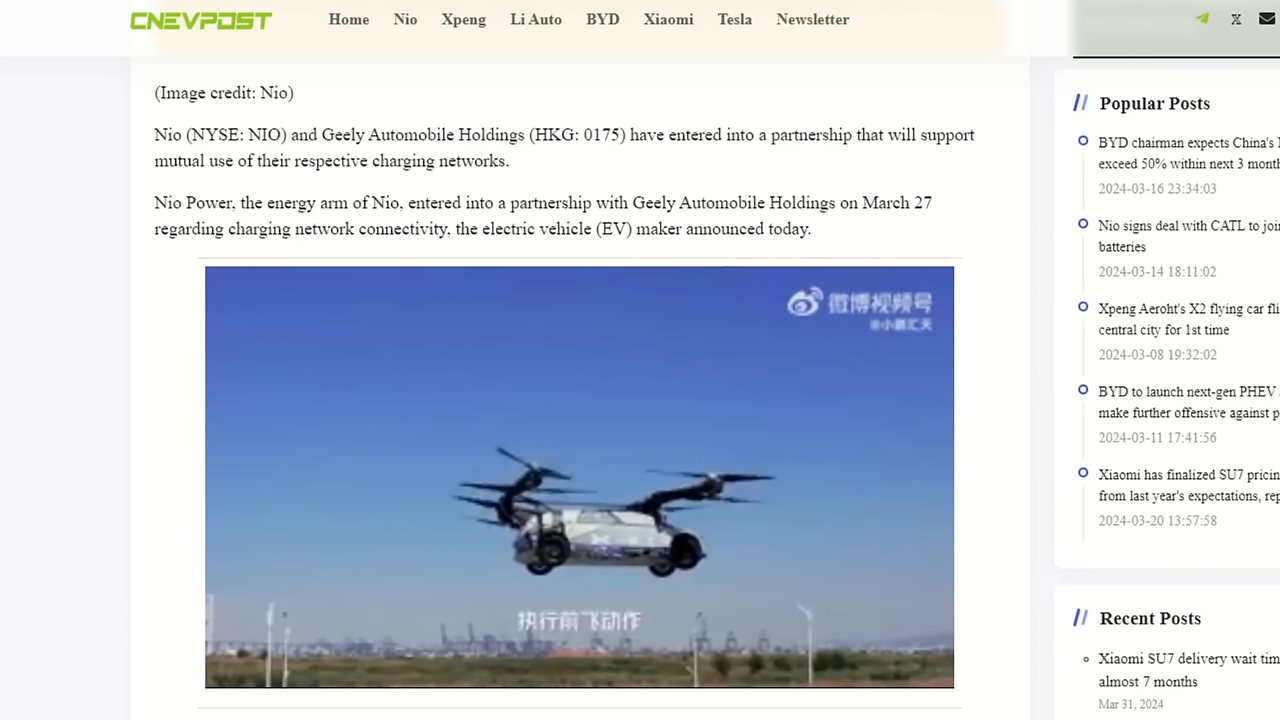 CNEVPOST
Home Nio Xpeng Li Auto BYD Xiaomi Tesla Newsletter
(Image credit: Nio)
Nio (NYSE: NIO) and Geely Automobile Holdings (HKG: 0175) have entered into a partnership that will support
mutual use of their respective charging networks.
Nio Power, the energy arm of Nio, entered into a partnership with Geely Automobile Holdings on March 27
regarding charging network connectivity, the electric vehicle (EV) maker announced today.
微博视频号
@小鹏汇天
执行前飞动作
Popular Posts
BYD chairman expects China's
exceed 50% within next 3 month
2024-03-16 23:34:03
Nio signs deal with CATL to join
batteries
2024-03-14 18:11:02
Xpeng Aeroht's X2 flying car fli
central city for 1st time
2024-03-08 19:32:02
BYD to launch next-gen PHEV
make further offensive against p
2024-03-11 17:41:56
Xiaomi has finalized SU7 pricin
from last year's expectations, rep
2024-03-20 13:57:58
Recent Posts
Xiaomi SU7 delivery wait tim
almost 7 months
Mar 31, 2024